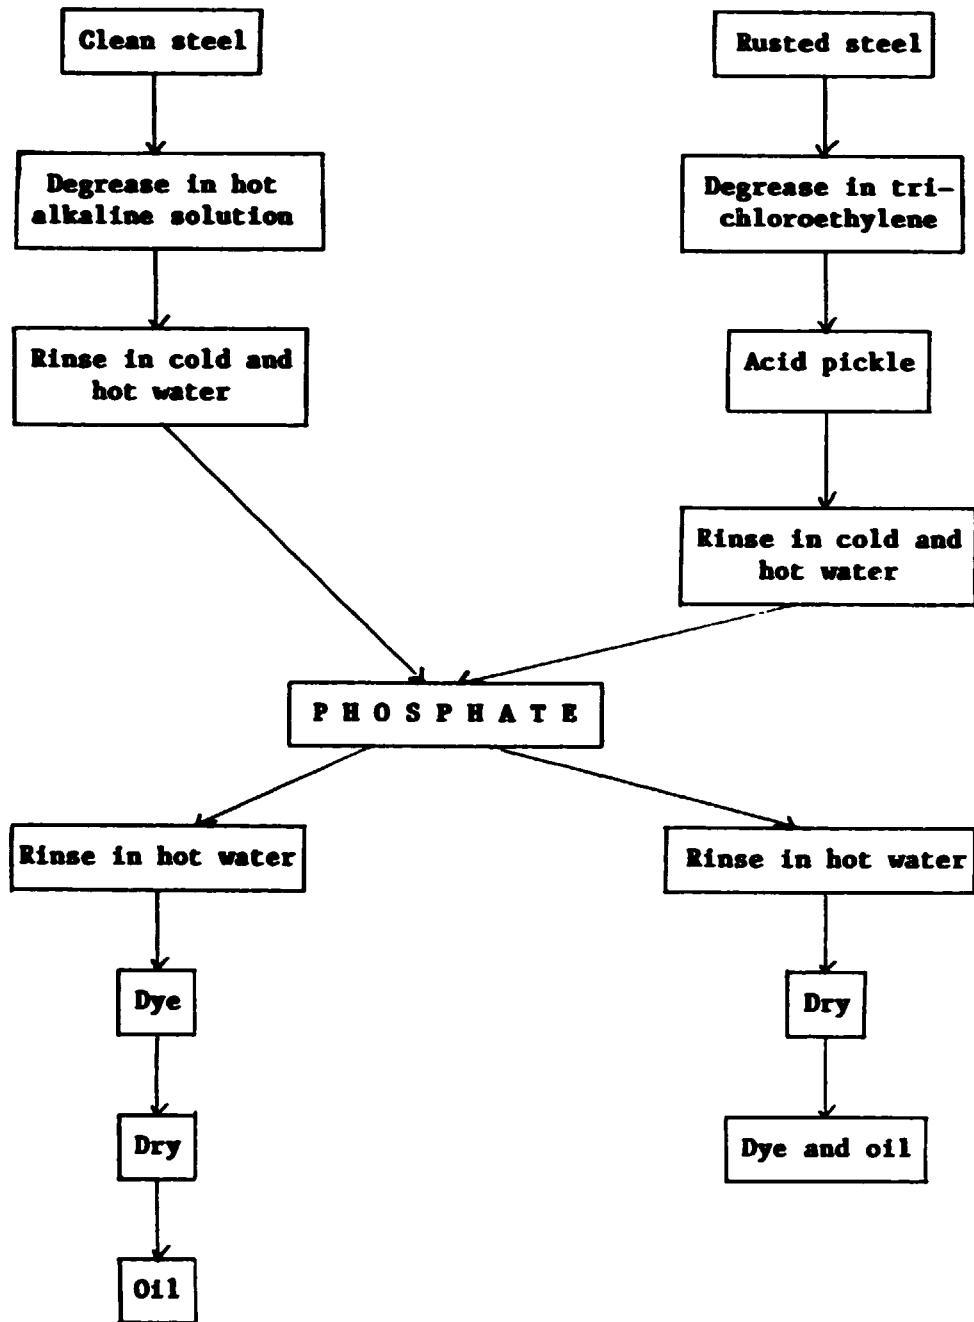 Clean steel
Rusted steel
Degrease in hot
alkaline solution
Degrease in tri-
chloroethylene
Rinse in cold and
hot water
Acid pickle
Rinse in cold and
hot water
P H O S P H A T E
Rinse in hot water
Rinse in hot water
Dye
Dry
Dry
Dye and oil
Oil